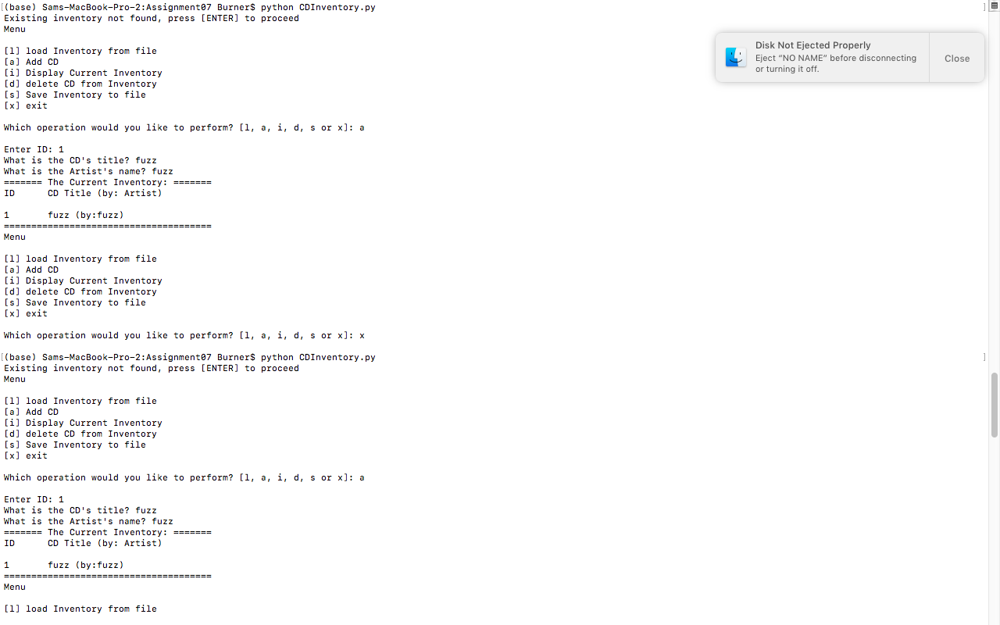 [(base) Sams-MacBook-Pro-2:Assignment07 Burner$ python CDInventory.py ]
Existing inventory not found, press [ENTER] to proceed
Menu
[l] load Inventory from file
[a] Add CD
[i] Display Current Inventory
[d] delete CD from Inventory
[s] Save Inventory to file
[x] exit
Which operation would you like to perform? [l, a, i, d, s or x]: a
Enter ID: 1
What is the CD's title? fuzz
What is the Artist's name? fuzz
======= The Current Inventory: =======
ID CD Title (by: Artist)
1 fuzz (by:fuzz)
======================================
Menu
[l] load Inventory from file
[a] Add CD
[i] Display Current Inventory
[d] delete CD from Inventory
[s] Save Inventory to file
[x] exit
Which operation would you like to perform? [l, a, i, d, s or x]: x
[(base) Sams-MacBook-Pro-2:Assignment07 Burner$ python CDInventory.py ]
Existing inventory not found, press [ENTER] to proceed
Menu
[l] load Inventory from file
[a] Add CD
[i] Display Current Inventory
[d] delete CD from Inventory
[s] Save Inventory to file
[x] exit
Which operation would you like to perform? [l, a, i, d, s or x]: a
Enter ID: 1
What is the CD's title? fuzz
What is the Artist's name? fuzz
======= The Current Inventory: =======
ID CD Title (by: Artist)
1 fuzz (by:fuzz)
======================================
Menu
[l] load Inventory from file
Disk Not Ejected Properly
Eject “NO NAME” before disconnecting
or turning it off.
Close